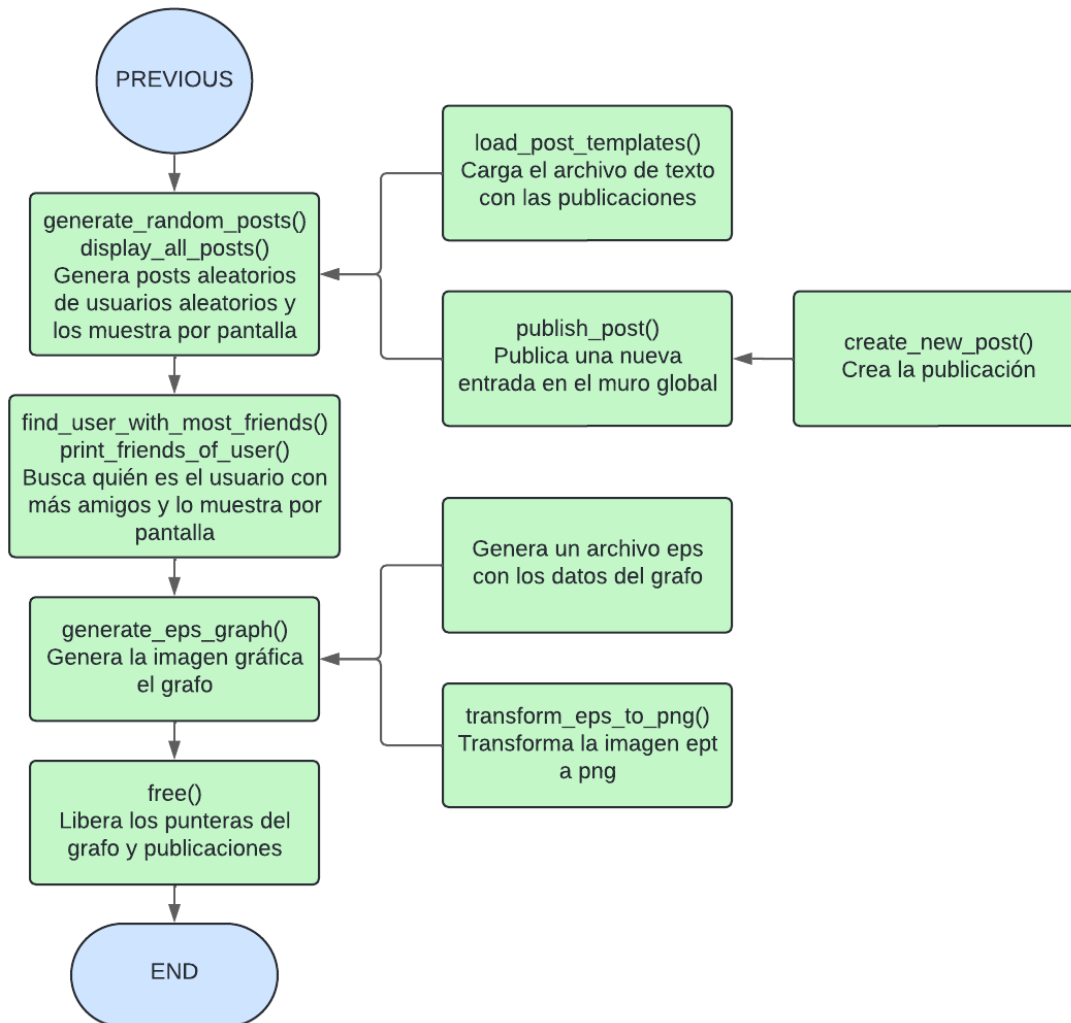 PREVIOUS
load_post_templates()
Carga el archivo de texto
con las publicaciones
generate_random_posts()
display_all_posts()
Genera posts aleatorios
de usuarios aleatorios y
los muestra por pantalla
publish_post()
Publica una nueva
entrada en el muro global
create_new_post()
Crea la publicación
find_user_with_most_friends()
print_friends_of_user()
Busca quién es el usuario con
más amigos y lo muestra por
pantalla
Genera un archivo eps
con los datos del grafo
generate_eps_graph()
Genera la imagen gráfica
el grafo
transform_eps_to_png()
Transforma la imagen ept
a png
free()
Libera los punteras del
grafo y publicaciones
END